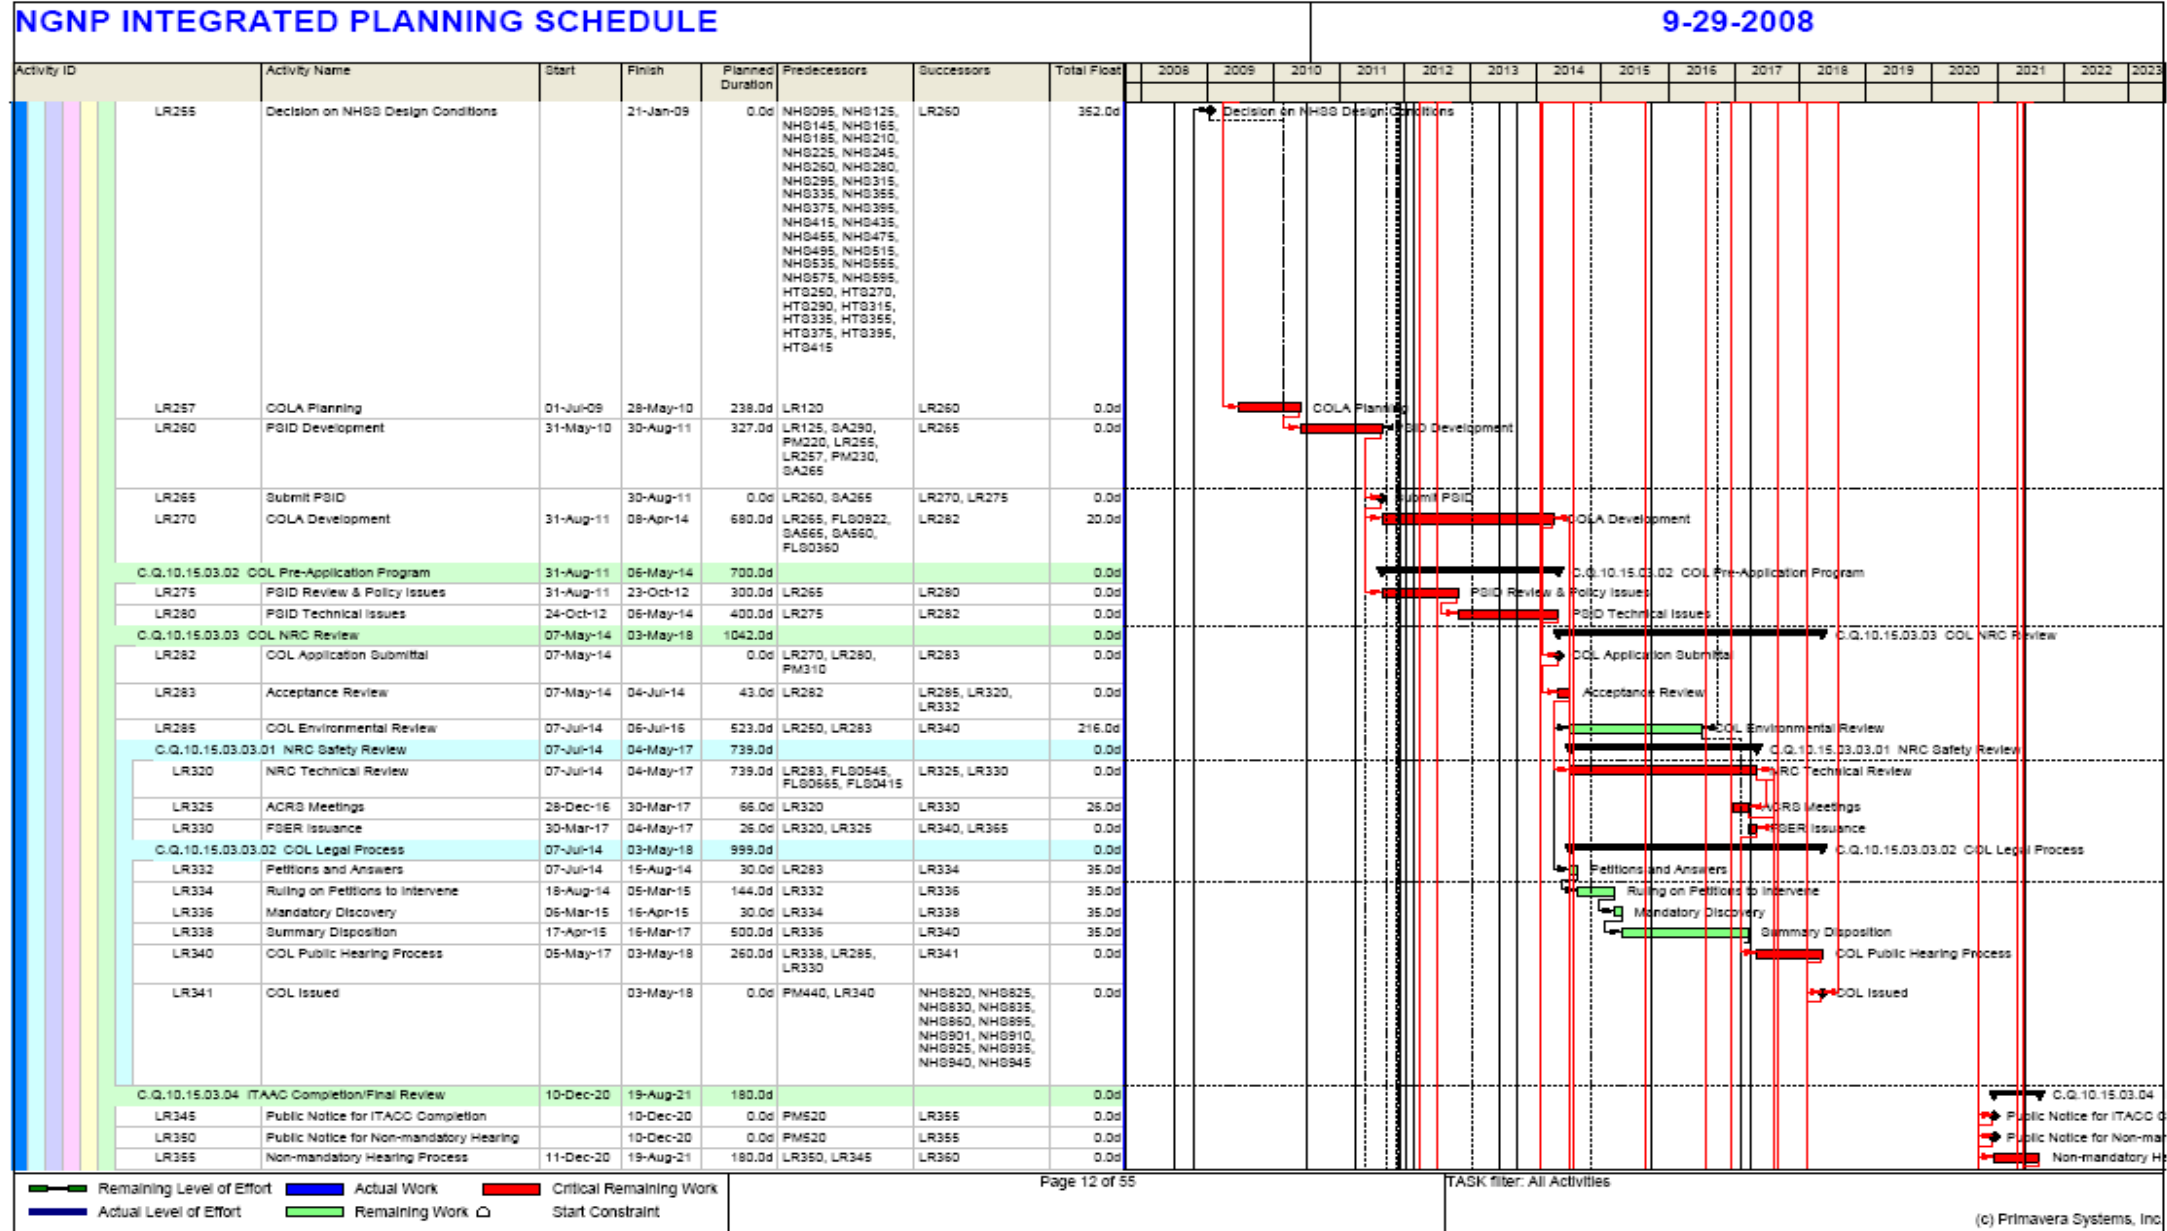 NGNP INTEGRATED PLANNING SCHEDULE 9-29-2008
Activity ID Activity Name Start Finish Planned Duration Predecessors Successors Total Float 2008 2009 2010 2011 2012 2013 2014 2015 2016 2017 2018 2019 2020 2021 2022 2023
LR255 Decision on NHSS Design Conditions 21-Jan-09 0.0d NHS095, NHS125, LR260 352.0d Decision on NHSS Design Conditions
NHS145, NHS165,
NHS185, NHS210,
NHS225, NHS245,
NHS260, NHS280,
NHS295, NHS315,
NHS335, NHS355,
NHS375, NHS395,
NHS415, NHS435,
NHS455, NHS475,
NHS495, NHS515,
NHS535, NHS555,
NHS575, NHS595,
HTS250, HTS270,
HTS290, HTS315,
HTS335, HTS355,
HTS375, HTS395,
HTS415
LR257 COLA Planning 01-Jul-09 28-May-10 238.0d LR120 LR260 0.0d COLA Planning
LR260 PSID Development 31-May-10 30-Aug-11 327.0d LR125, SA290, LR265 0.0d PSID Development
PM220, LR255,
LR257, PM230,
SA265
LR265 Submit PSID 30-Aug-11 0.0d LR260, SA265 LR270, LR275 0.0d Submit PSID
LR270 COLA Development 31-Aug-11 08-Apr-14 680.0d LR265, FLS0922, LR282 20.0d COLA Development
SA565, SA560,
FLS0360
C.Q.10.15.03.02 COL Pre-Application Program 31-Aug-11 06-May-14 700.0d 0.0d C.Q.10.15.03.02 COL Pre-Application Program
LR275 PSID Review & Policy Issues 31-Aug-11 23-Oct-12 300.0d LR265 LR280 0.0d PSID Review & Policy Issues
LR280 PSID Technical Issues 24-Oct-12 06-May-14 400.0d LR275 LR282 0.0d PSID Technical Issues
C.Q.10.15.03.03 COL NRC Review 07-May-14 03-May-18 1042.0d 0.0d C.Q.10.15.03.03 COL NRC Review
LR282 COL Application Submittal 07-May-14 0.0d LR270, LR280, LR283 0.0d COL Application Submittal
PM310
LR283 Acceptance Review 07-May-14 04-Jul-14 43.0d LR282 LR285, LR320, 0.0d Acceptance Review
LR332
LR285 COL Environmental Review 07-Jul-14 06-Jul-16 523.0d LR250, LR283 LR340 216.0d COL Environmental Review
C.Q.10.15.03.03.01 NRC Safety Review 07-Jul-14 04-May-17 739.0d 0.0d C.Q.10.15.03.03.01 NRC Safety Review
LR320 NRC Technical Review 07-Jul-14 04-May-17 739.0d LR283, FLS0545, LR325, LR330 0.0d NRC Technical Review
FLS0665, FLS0415
LR325 ACRS Meetings 28-Dec-16 30-Mar-17 66.0d LR320 LR330 26.0d ACRS Meetings
LR330 FSER Issuance 30-Mar-17 04-May-17 26.0d LR320, LR325 LR340, LR365 0.0d FSER Issuance
C.Q.10.15.03.03.02 COL Legal Process 07-Jul-14 03-May-18 999.0d 0.0d C.Q.10.15.03.03.02 COL Legal Process
LR332 Petitions and Answers 07-Jul-14 15-Aug-14 30.0d LR283 LR334 35.0d Petitions and Answers
LR334 Ruling on Petitions to Intervene 18-Aug-14 05-Mar-15 144.0d LR332 LR336 35.0d Ruling on Petitions to Intervene
LR336 Mandatory Discovery 06-Mar-15 16-Apr-15 30.0d LR334 LR338 35.0d Mandatory Discovery
LR338 Summary Disposition 17-Apr-15 16-Mar-17 500.0d LR336 LR340 35.0d Summary Disposition
LR340 COL Public Hearing Process 05-May-17 03-May-18 260.0d LR338, LR285, LR341 0.0d COL Public Hearing Process
LR330
LR341 COL Issued 03-May-18 0.0d PM440, LR340 NHS820, NHS825, 0.0d COL Issued
NHS830, NHS835,
NHS860, NHS895,
NHS901, NHS910,
NHS925, NHS935,
NHS940, NHS945
C.Q.10.15.03.04 ITAAC Completion/Final Review 10-Dec-20 19-Aug-21 180.0d 0.0d C.Q.10.15.03.04
LR345 Public Notice for ITACC Completion 10-Dec-20 0.0d PM520 LR355 0.0d Public Notice for ITACC C
LR350 Public Notice for Non-mandatory Hearing 10-Dec-20 0.0d PM520 LR355 0.0d Public Notice for Non-mar
LR355 Non-mandatory Hearing Process 11-Dec-20 19-Aug-21 180.0d LR350, LR345 LR360 0.0d Non-mandatory H
Remaining Level of Effort Actual Work Critical Remaining Work Page 12 of 55 TASK filter: All Activities
Actual Level of Effort Remaining Work Start Constraint
(c) Primavera Systems, Inc